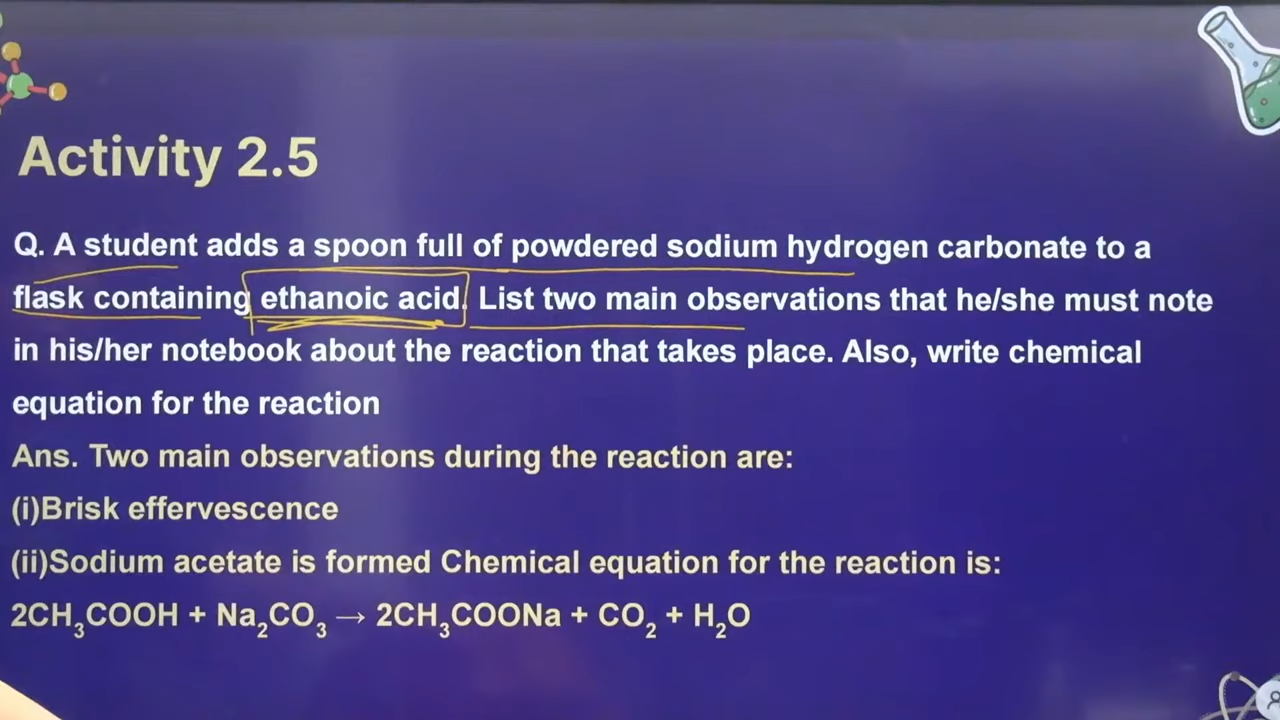 Activity 2.5
Q. A student adds a spoon full of powdered sodium hydrogen carbonate to a
flask containing ethanoic acid. List two main observations that he/she must note
in his/her notebook about the reaction that takes place. Also, write chemical
equation for the reaction
Ans. Two main observations during the reaction are:
(i)Brisk effervescence
(ii)Sodium acetate is formed Chemical equation for the reaction is:
2CH₃COOH + Na₂CO₃ → 2CH₃COONa + CO₂ + H₂O